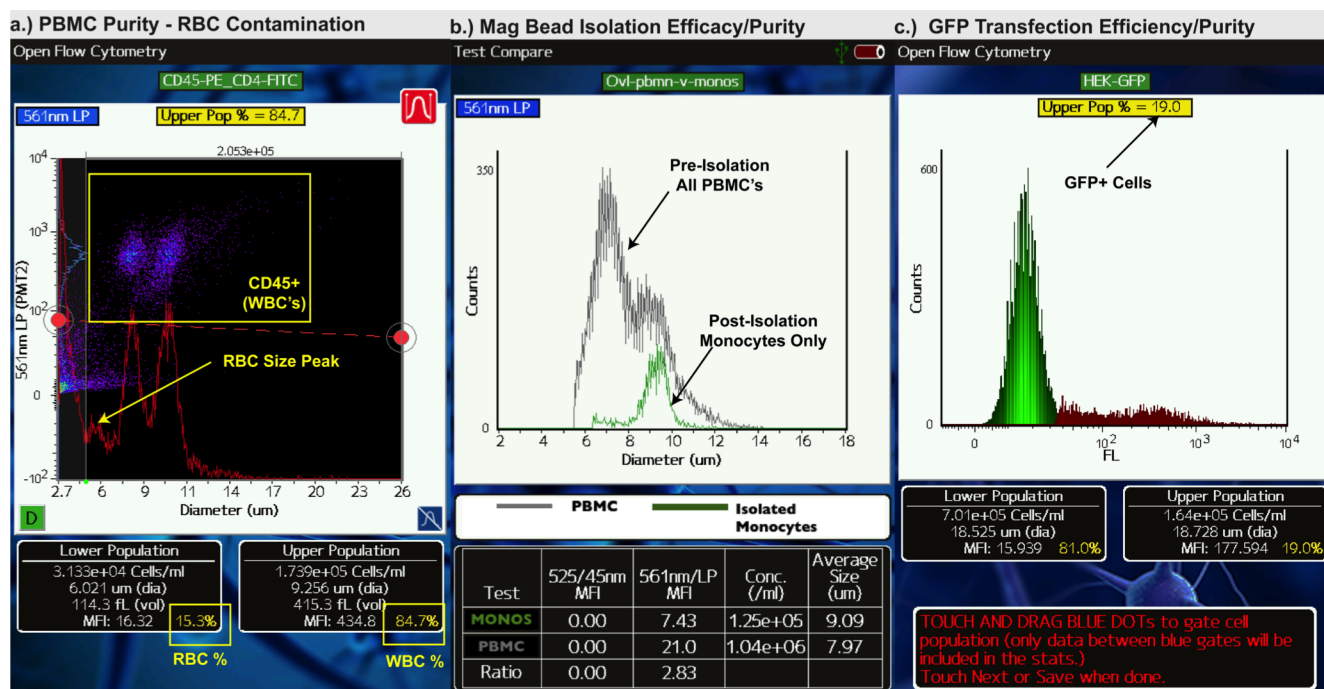 a.) PBMC Purity - RBC Contamination
Open Flow Cytometry
CD45-PE_CD4-FITC
561nm LP
Upper Pop % = 84.7
2.053e+05
10^4
10^3
10^2
0
-10^2
561nm LP (PMT2)
CD45+
(WBC's)
RBC Size Peak
2.7 6 9 11 14 17 20 23 26
Diameter (um)
D
Lower Population
3.133e+04 Cells/ml
6.021 um (dia)
114.3 fL (vol)
MFI: 16.32 15.3%
RBC %
Upper Population
1.739e+05 Cells/ml
9.256 um (dia)
415.3 fL (vol)
MFI: 434.8 84.7%
WBC %
b.) Mag Bead Isolation Efficacy/Purity
Test Compare
Ovl-pbmn-v-monos
561nm LP
350
0
Counts
Pre-Isolation
All PBMC's
Post-Isolation
Monocytes Only
2 4 6 8 10 12 14 16 18
Diameter (um)
PBMC Isolated
Monocytes
Test 525/45nm MFI 561nm/LP MFI Conc. (/ml) Average Size (um)
MONOS 0.00 7.43 1.25e+05 9.09
PBMC 0.00 21.0 1.04e+06 7.97
Ratio 0.00 2.83
c.) GFP Transfection Efficiency/Purity
Open Flow Cytometry
HEK-GFP
Upper Pop % = 19.0
GFP+ Cells
600
0
Counts
0 10^2 10^3 10^4
FL
Lower Population
7.01e+05 Cells/ml
18.525 um (dia)
MFI: 15.939 81.0%
Upper Population
1.64e+05 Cells/ml
18.728 um (dia)
MFI: 177.594 19.0%
TOUCH AND DRAG BLUE DOTs to gate cell
population (only data between blue gates will be
included in the stats.)
Touch Next or Save when done.